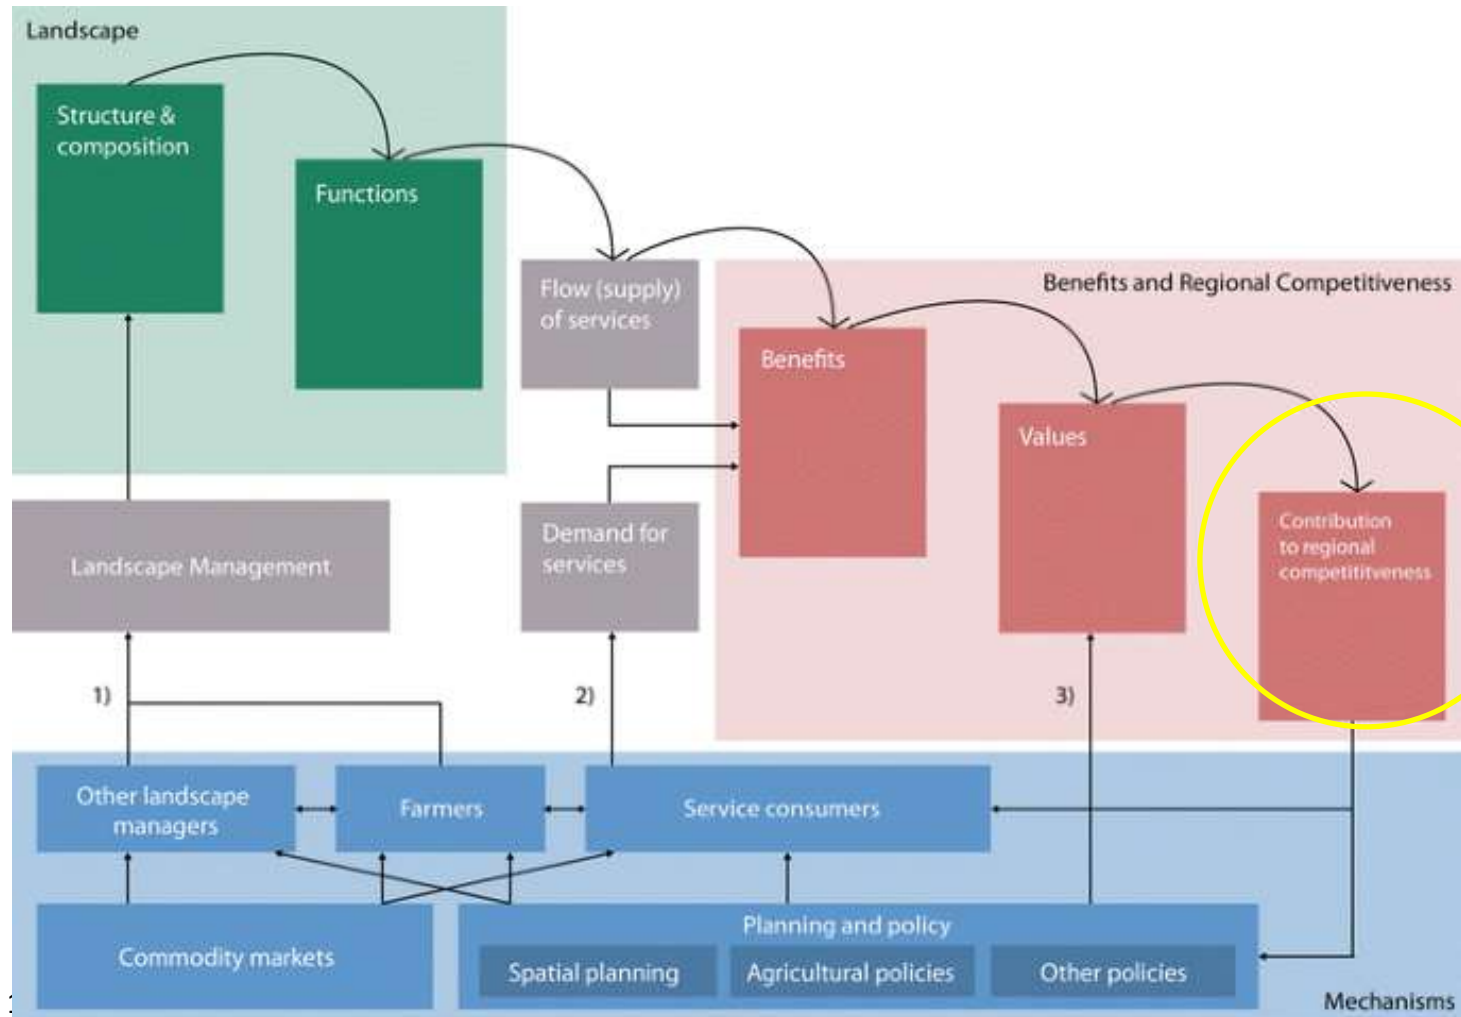 Landscape
Structure &
composition
Functions
Flow (supply)
of services
Benefits and Regional Competitiveness
Benefits
Values
Contribution
to regional
competititveness
Landscape Management
Demand for
services
1)
2)
3)
Other landscape
managers
Farmers
Service consumers
Commodity markets
Planning and policy
Spatial planning
Agricultural policies
Other policies
Mechanisms